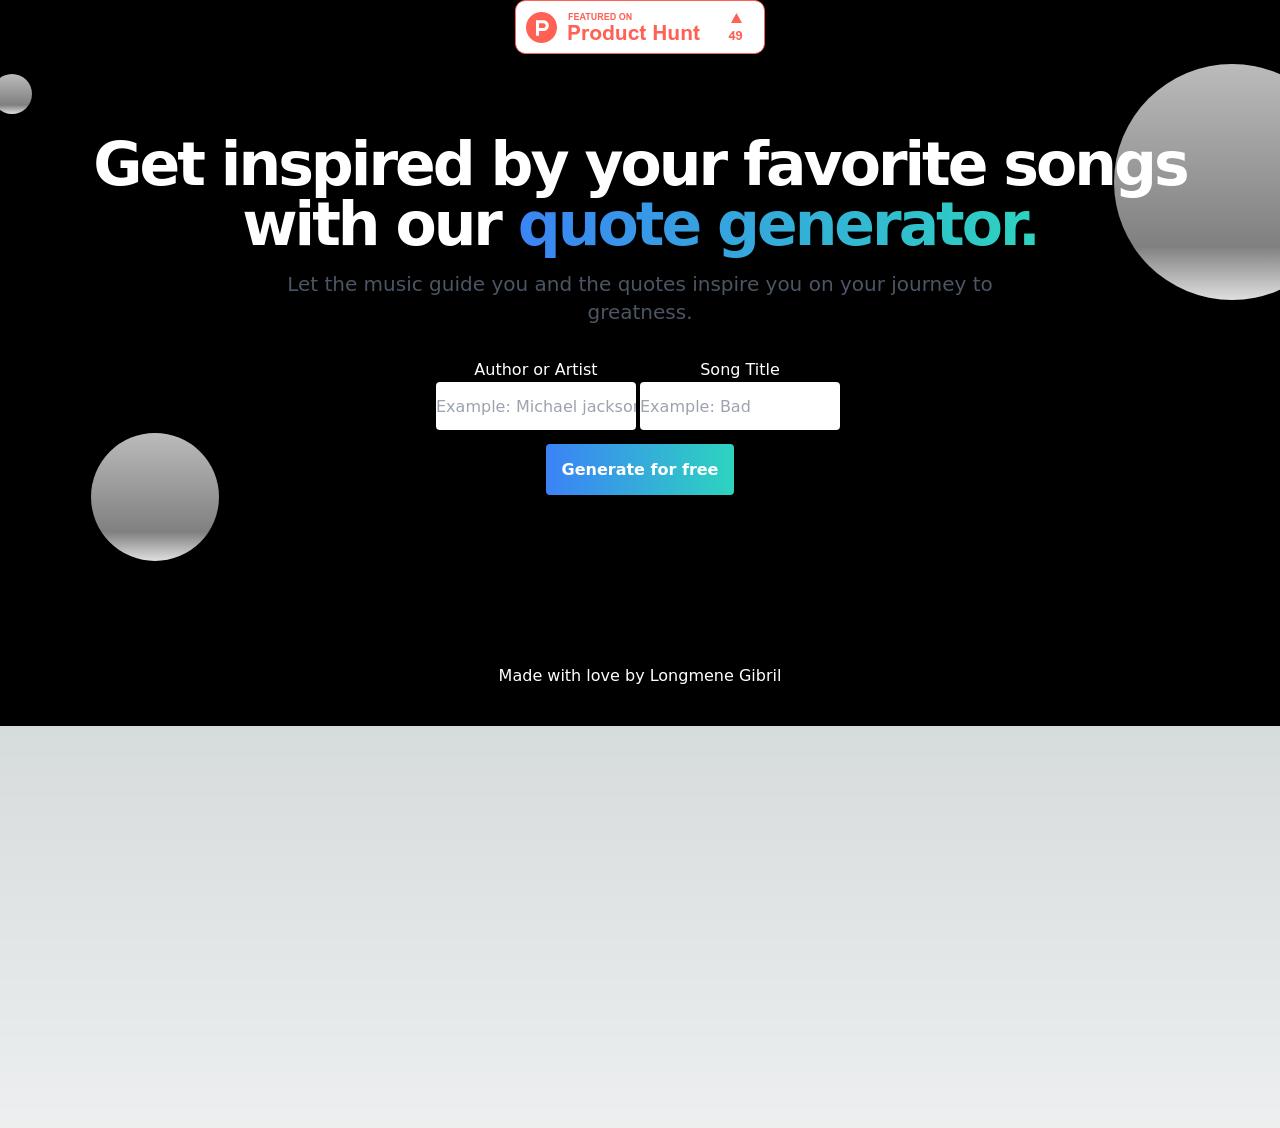 FEATURED ON
Product Hunt
49
Get inspired by your favorite songs
with our quote generator.
Let the music guide you and the quotes inspire you on your journey to
greatness.
Author or Artist
Song Title
Example: Michael jackson
Example: Bad
Generate for free
Made with love by Longmene Gibril